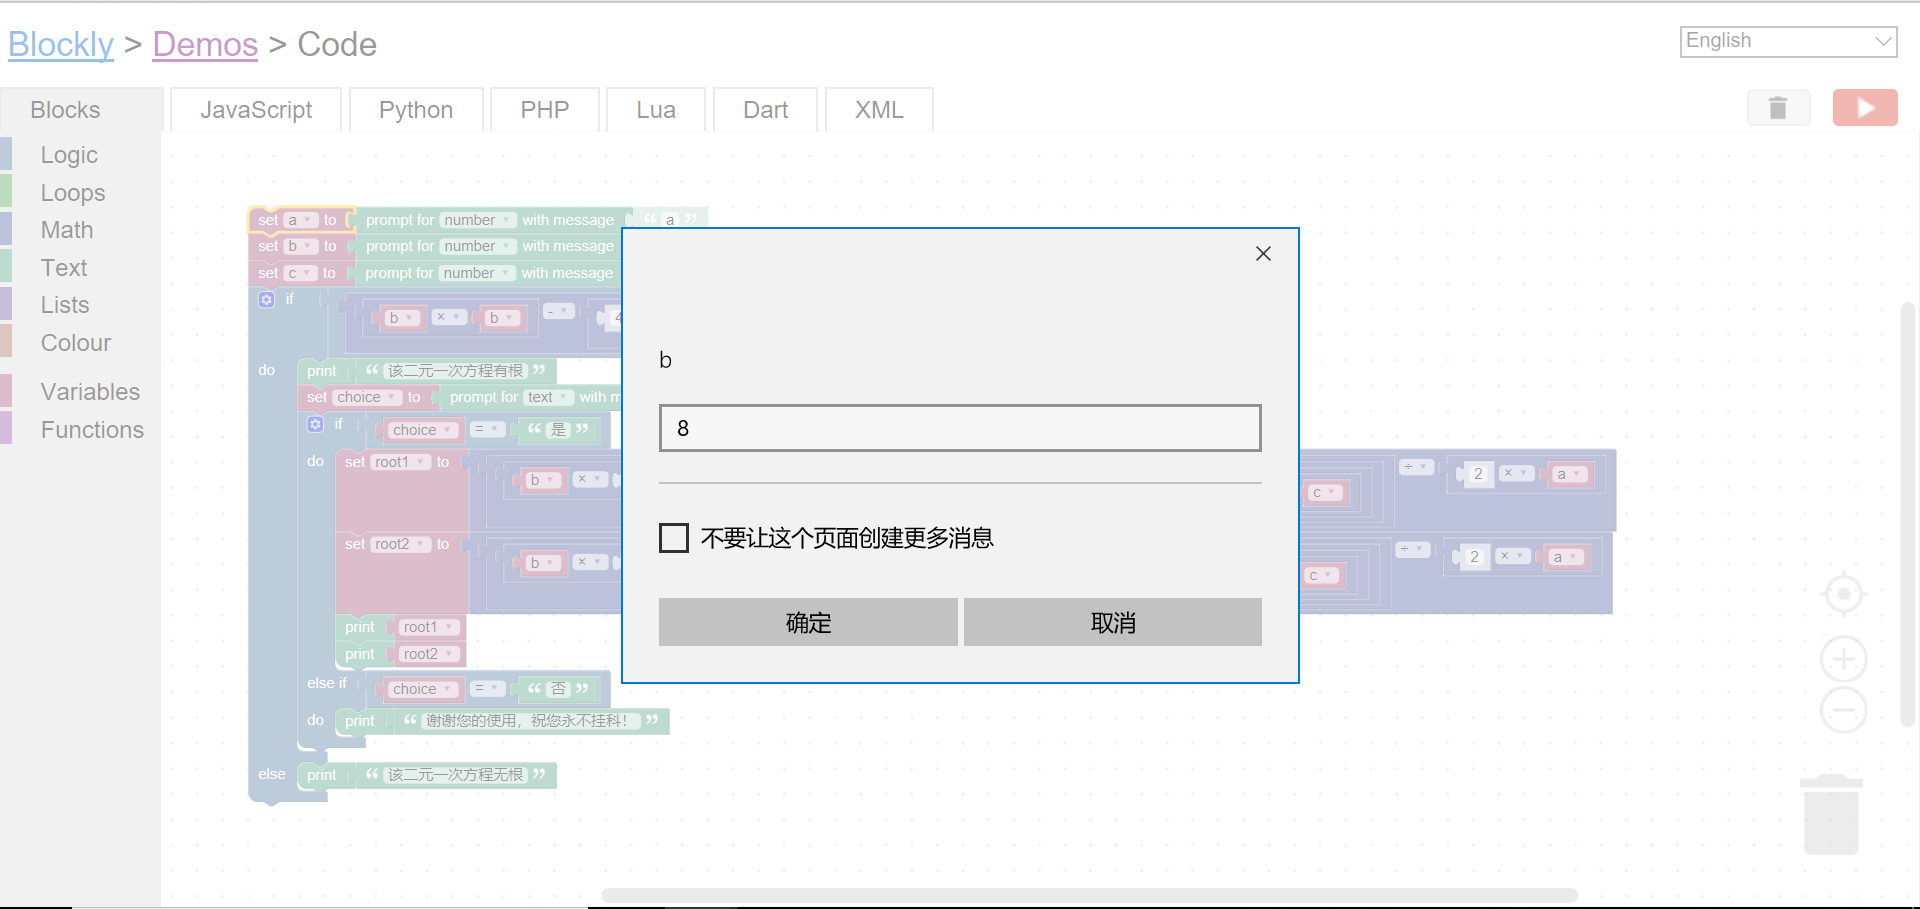 Blockly > Demos > Code
English
Blocks
JavaScript
Python
PHP
Lua
Dart
XML
Logic
Loops
Math
Text
Lists
Colour
Variables
Functions
set a to prompt for number with message “ a ”
set b to prompt for number with message
set c to prompt for number with message
if b × b - 4
do print “ 该二元一次方程有根 ”
set choice to prompt for text with m
if choice = “ 是 ”
do set root1 to b ×
c ÷ 2 × a
set root2 to b ×
c ÷ 2 × a
print root1
print root2
else if choice = “ 否 ”
do print “ 谢谢您的使用，祝您永不挂科！ ”
else print “ 该二元一次方程无根 ”
b
8
不要让这个页面创建更多消息
确定
取消